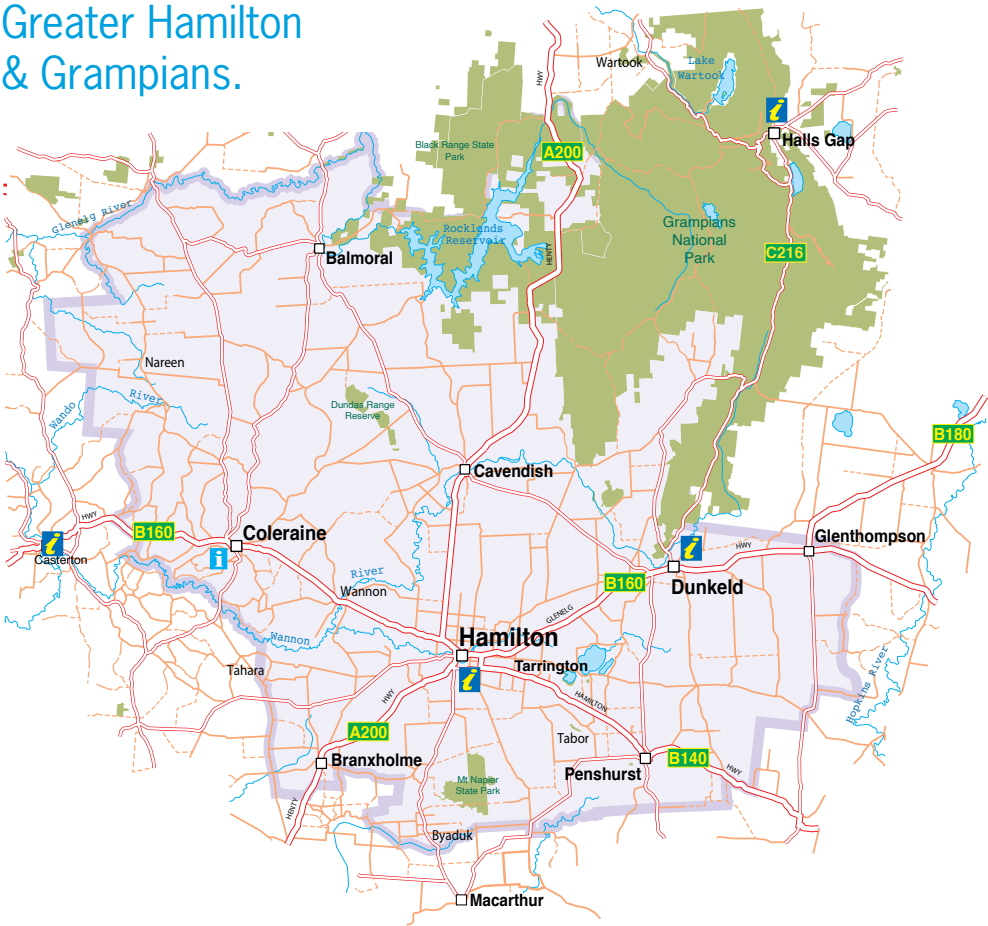 Greater Hamilton
& Grampians.
Wartook
Lake
Wartook
HWY
i
Halls Gap
A200
Black Range State
Park
Glenelg River
Grampians
National
Park
Rocklands
Reservoir
C216
Balmoral
HENTY
Nareen
River
Wando
Dundas Range
Reserve
B180
Cavendish
HWY
B160
Coleraine
i
Casterton
i
Glenthompson
i
HWY
Dunkeld
B160
River
Wannon
GLENELG
Wannon
Hamilton
Tarrington
i
Tahara
HWY
HAMILTON
Hopkins River
A200
Tabor
Branxholme
Penshurst
B140
HWY
Mt Napier
State Park
HENTY
Byaduk
Macarthur